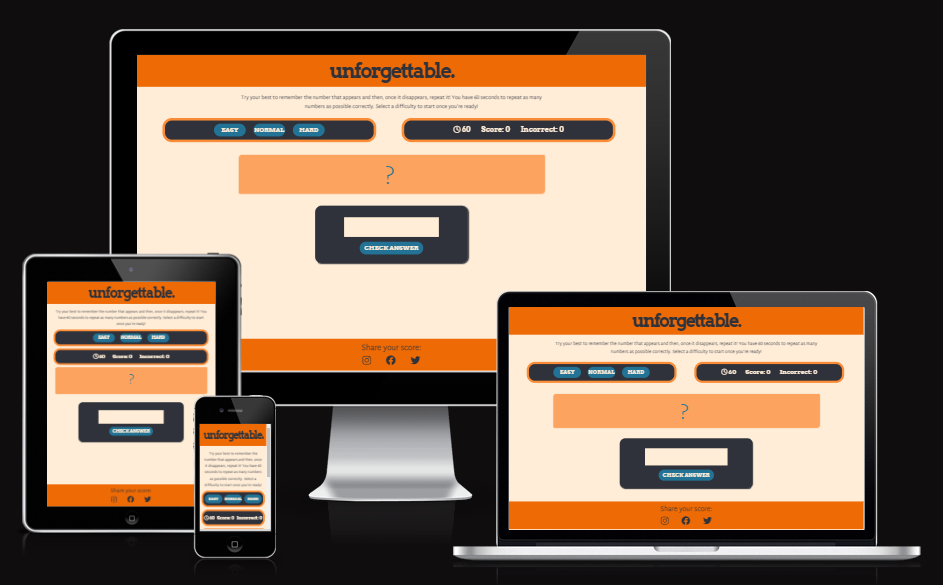 unforgettable.
Try your best to remember the number that appears and then, once it disappears, repeat it! You have 60 seconds to repeat as many
numbers as possible correctly. Select a difficulty to start once you're ready!
EASY NORMAL HARD
60 Score: 0 Incorrect: 0
?
CHECK ANSWER
Share your score:
unforgettable.
Try your best to remember the number that appears and then, once it disappears, repeat it! You
have 60 seconds to repeat as many numbers as possible correctly. Select a difficulty to start
once you're ready!
EASY NORMAL HARD
60 Score: 0 Incorrect: 0
?
CHECK ANSWER
Share your score:
unforgettable.
Try your best to remember the
number that appears and then, once
it disappears, repeat it! You have 60
seconds to repeat as many numbers
as possible correctly. Select a
difficulty to start once you're ready!
EASY NORMAL HARD
60 Score: 0 Incorrect: 0
unforgettable.
Try your best to remember the number that appears and then, once it disappears, repeat it! You have 60 seconds to repeat as many
numbers as possible correctly. Select a difficulty to start once you're ready!
EASY NORMAL HARD
60 Score: 0 Incorrect: 0
?
CHECK ANSWER
Share your score: